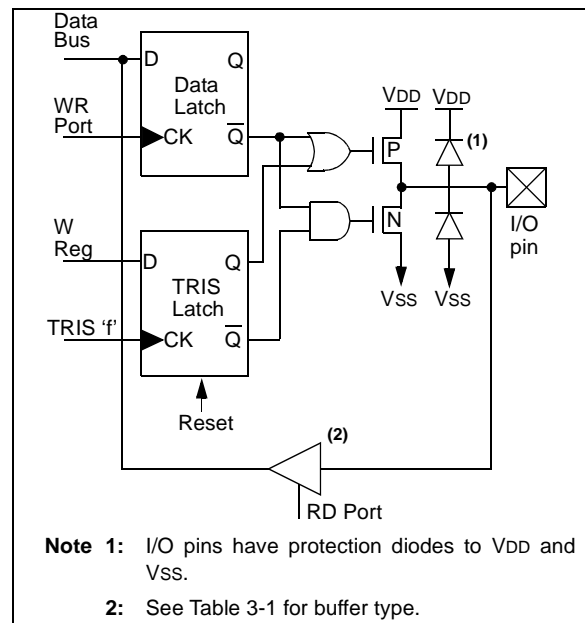 Data
Bus
D Q
Data
Latch
WR
Port
CK Q
VDD VDD
(1)
P
N
I/O
pin
W
Reg
D Q
TRIS
Latch
VSS VSS
TRIS ‘f’
CK Q
Reset
(2)
RD Port
Note 1: I/O pins have protection diodes to VDD and
VSS.
2: See Table 3-1 for buffer type.